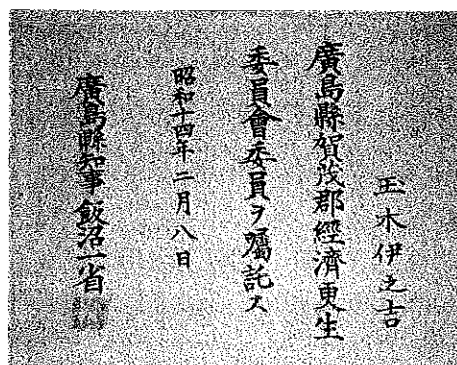 玉木伊之吉
廣島縣賀茂郡經濟更生
委員會委員ヲ屬託ス
昭和十四年二月八日
廣島縣知事飯沼一省